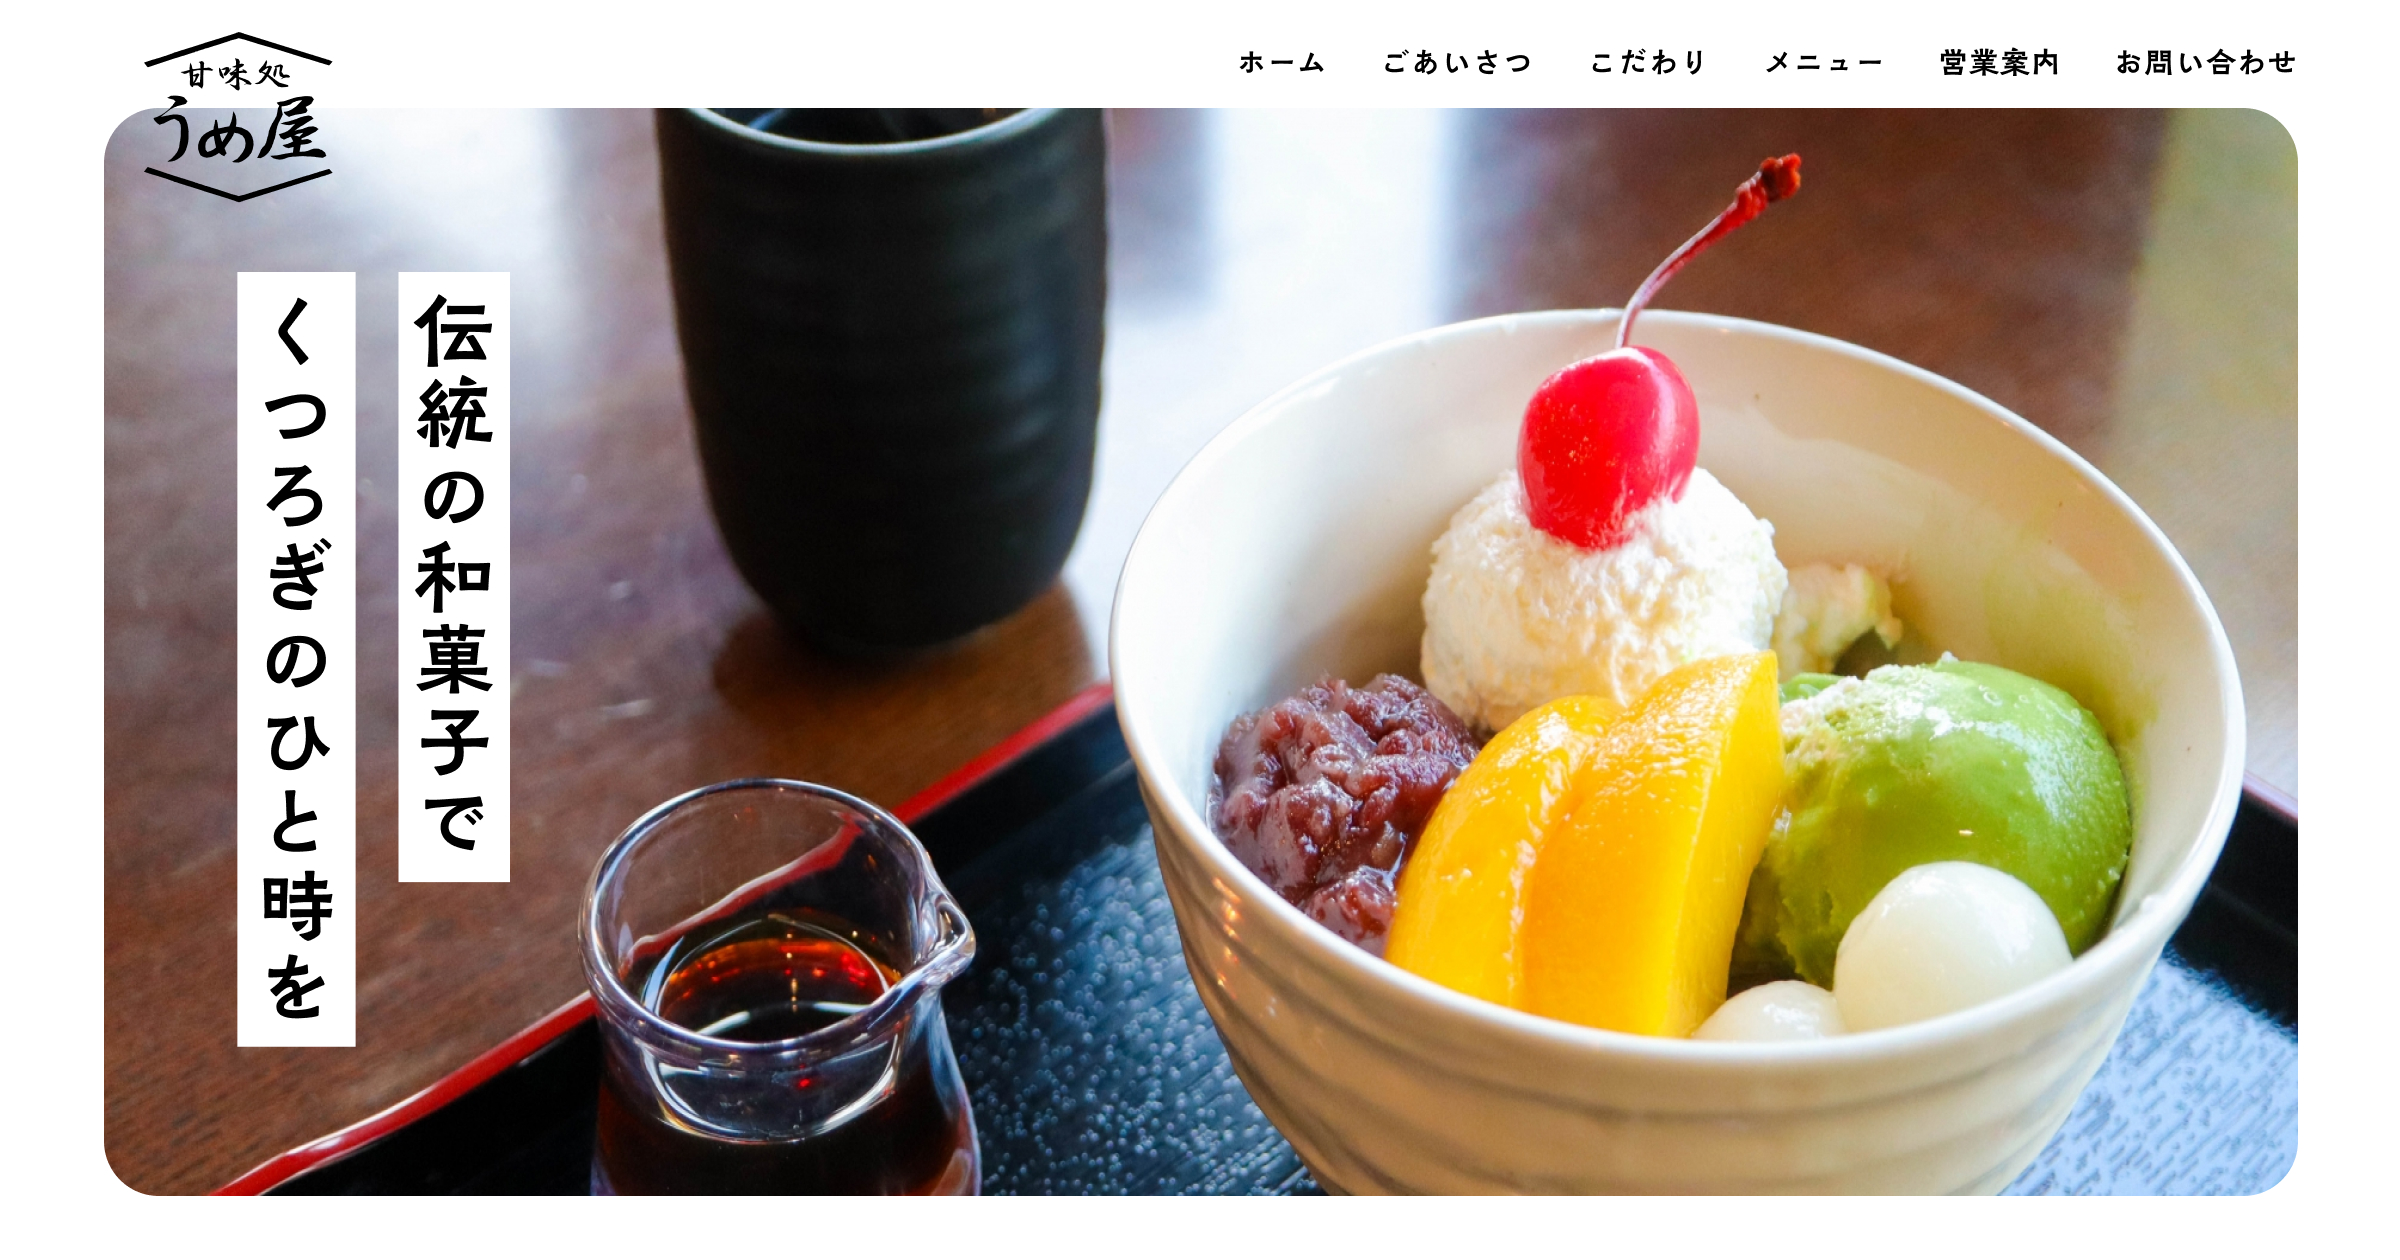 甘味処
うめ屋
ホーム
ごあいさつ
こだわり
メニュー
営業案内
お問い合わせ
伝統の和菓子で
くつろぎのひと時を